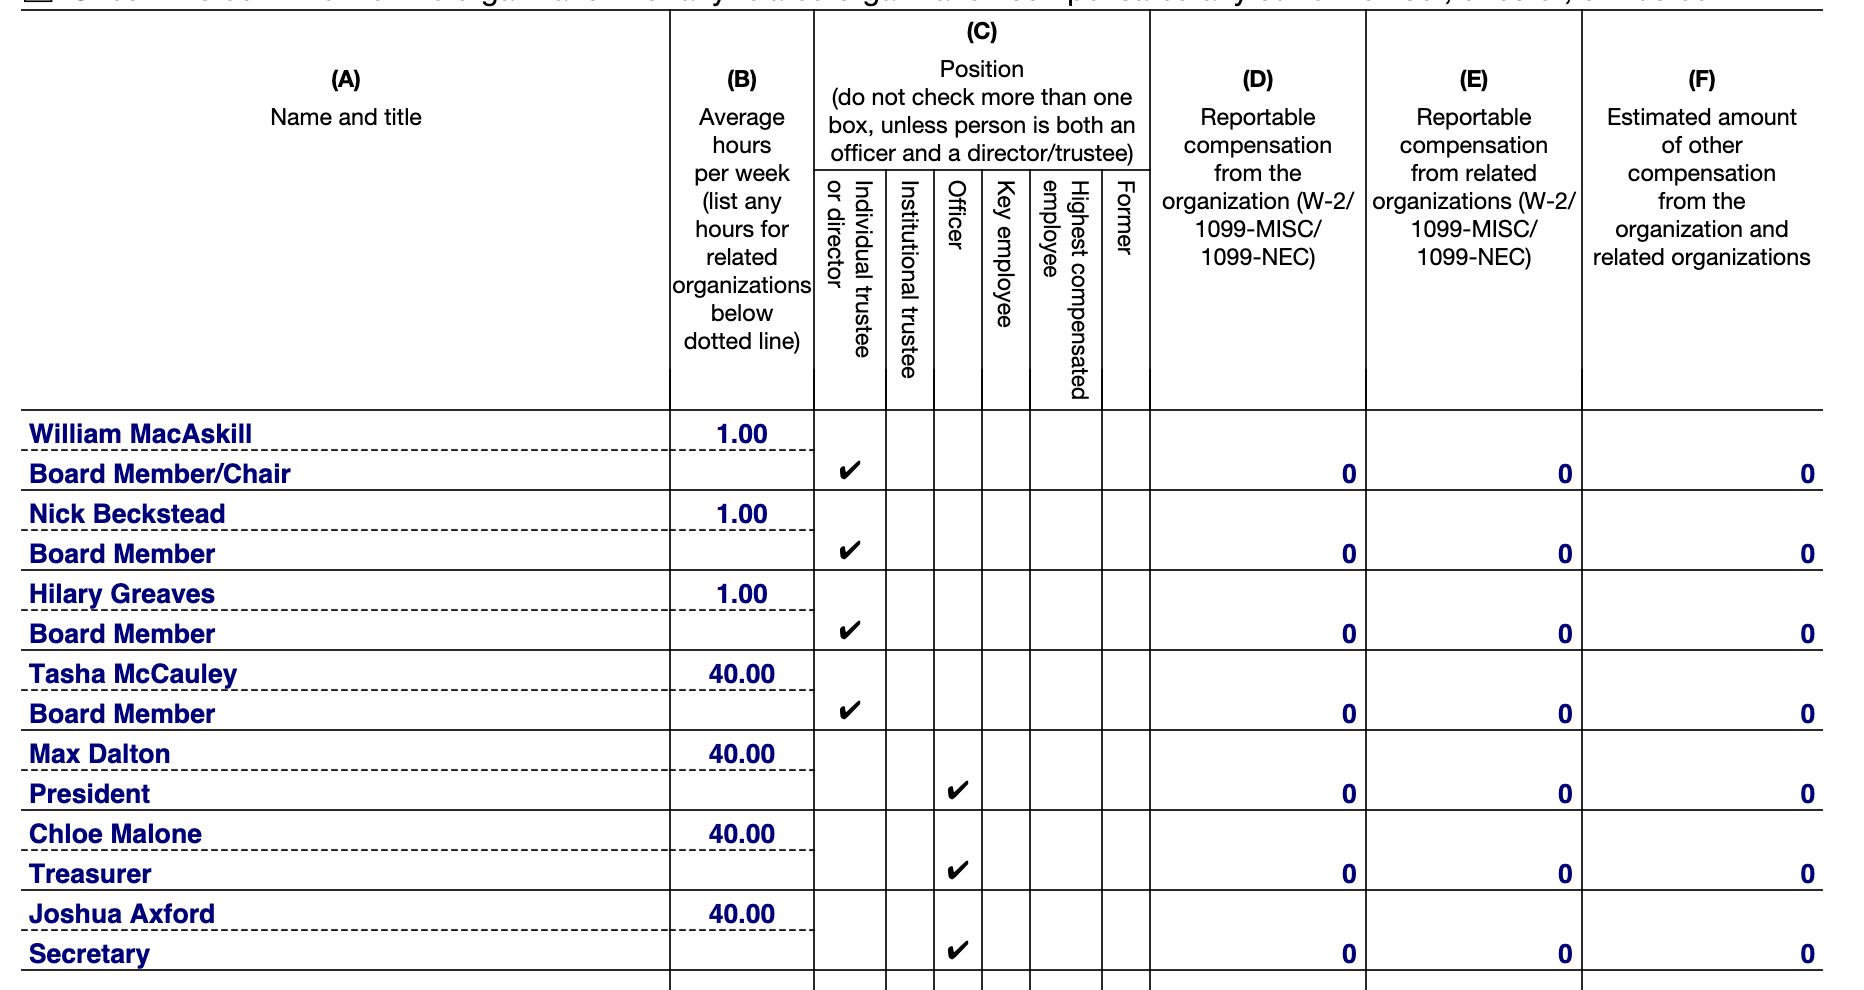 (A)
Name and title
(B)
Average
hours
per week
(list any
hours for
related
organizations
below
dotted line)
(C)
Position
(do not check more than one
box, unless person is both an
officer and a director/trustee)
Individual trustee
or director
Institutional trustee
Officer
Key employee
Highest compensated
employee
Former
(D)
Reportable
compensation
from the
organization (W-2/
1099-MISC/
1099-NEC)
(E)
Reportable
compensation
from related
organizations (W-2/
1099-MISC/
1099-NEC)
(F)
Estimated amount
of other
compensation
from the
organization and
related organizations
William MacAskill 1.00
Board Member/Chair ✔ 0 0 0
Nick Beckstead 1.00
Board Member ✔ 0 0 0
Hilary Greaves 1.00
Board Member ✔ 0 0 0
Tasha McCauley 40.00
Board Member ✔ 0 0 0
Max Dalton 40.00
President ✔ 0 0 0
Chloe Malone 40.00
Treasurer ✔ 0 0 0
Joshua Axford 40.00
Secretary ✔ 0 0 0